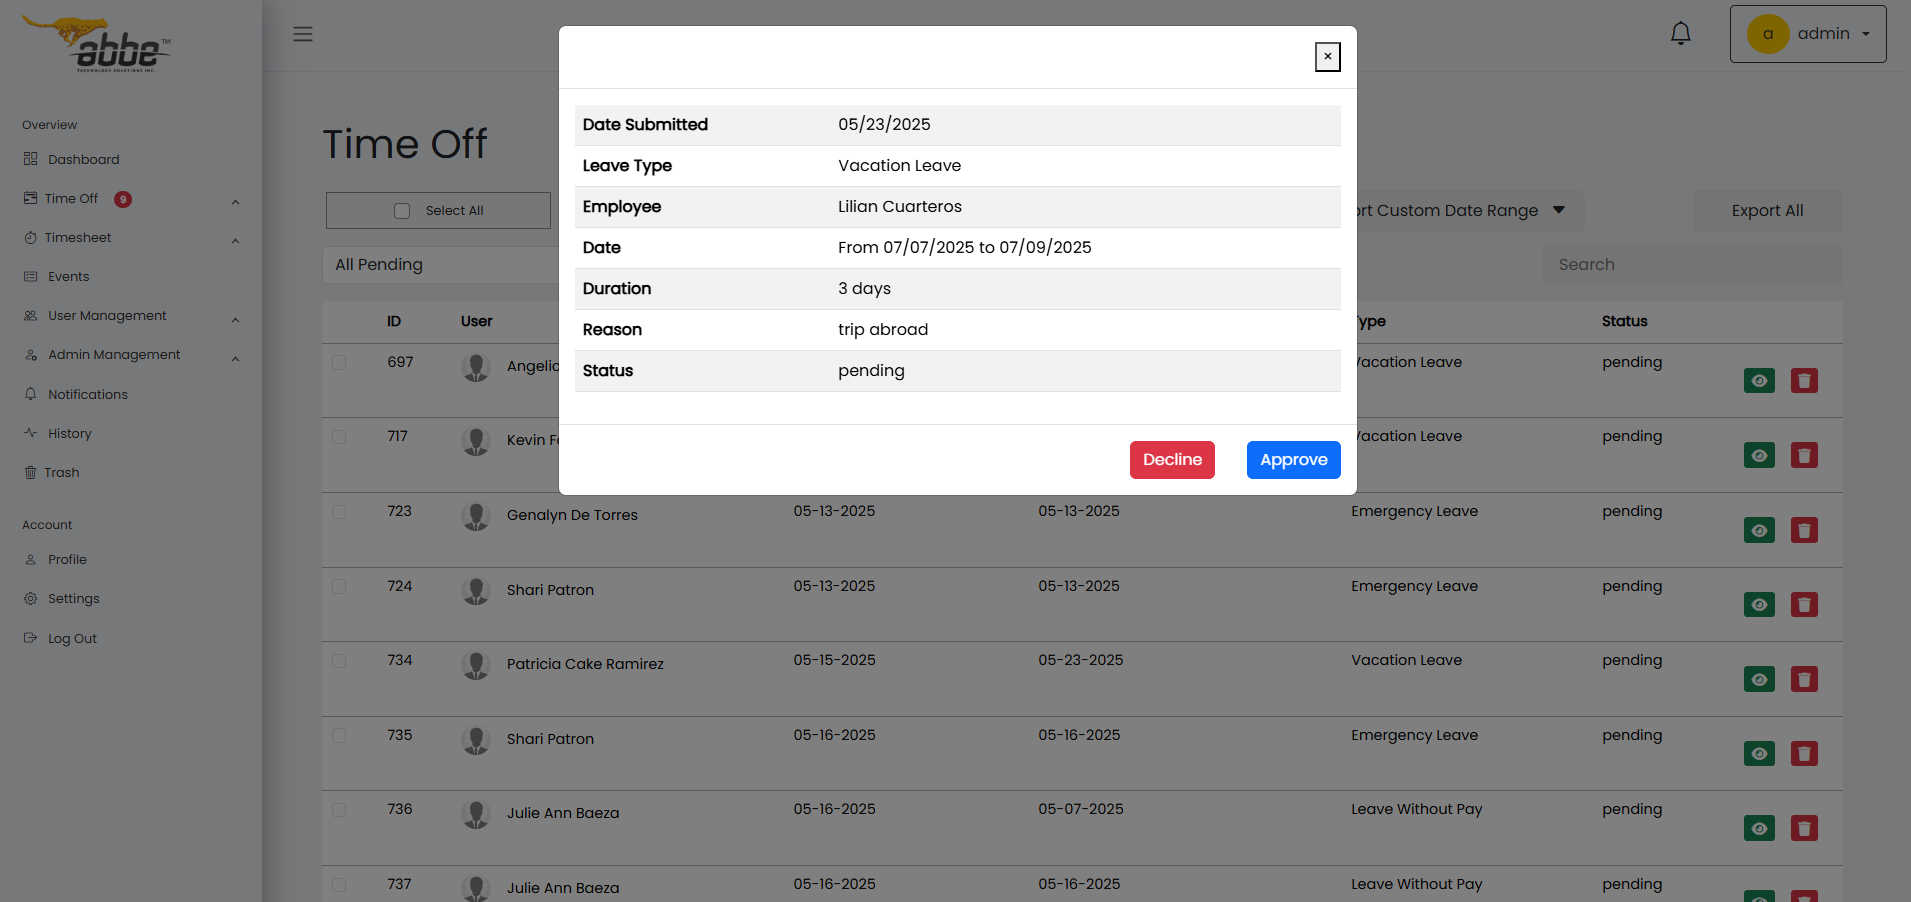 abbe™
TECHNOLOGY SOLUTIONS INC.
Overview
Dashboard
Time Off 9
Timesheet
Events
User Management
Admin Management
Notifications
History
Trash
Account
Profile
Settings
Log Out
a admin
Time Off
Select All
rt Custom Date Range
Export All
All Pending
Search
×
Date Submitted 05/23/2025
Leave Type Vacation Leave
Employee Lilian Cuarteros
Date From 07/07/2025 to 07/09/2025
Duration 3 days
Reason trip abroad
Status pending
Decline Approve
ID User Type Status
697 Angelic Vacation Leave pending
717 Kevin F Vacation Leave pending
723 Genalyn De Torres 05-13-2025 05-13-2025 Emergency Leave pending
724 Shari Patron 05-13-2025 05-13-2025 Emergency Leave pending
734 Patricia Cake Ramirez 05-15-2025 05-23-2025 Vacation Leave pending
735 Shari Patron 05-16-2025 05-16-2025 Emergency Leave pending
736 Julie Ann Baeza 05-16-2025 05-07-2025 Leave Without Pay pending
737 Julie Ann Baeza 05-16-2025 05-16-2025 Leave Without Pay pending